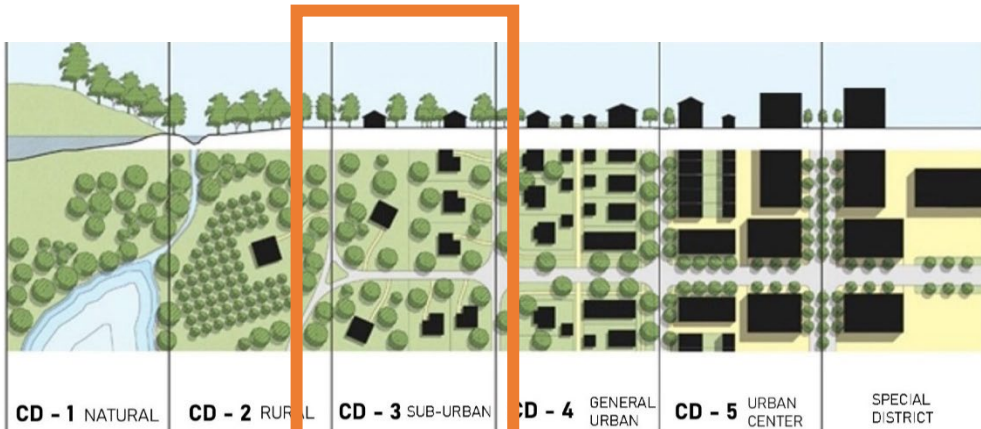 CD - 1 NATURAL
CD - 2 RURAL
CD - 3 SUB-URBAN
CD - 4 GENERAL
URBAN
CD - 5 URBAN
CENTER
SPECIAL
DISTRICT